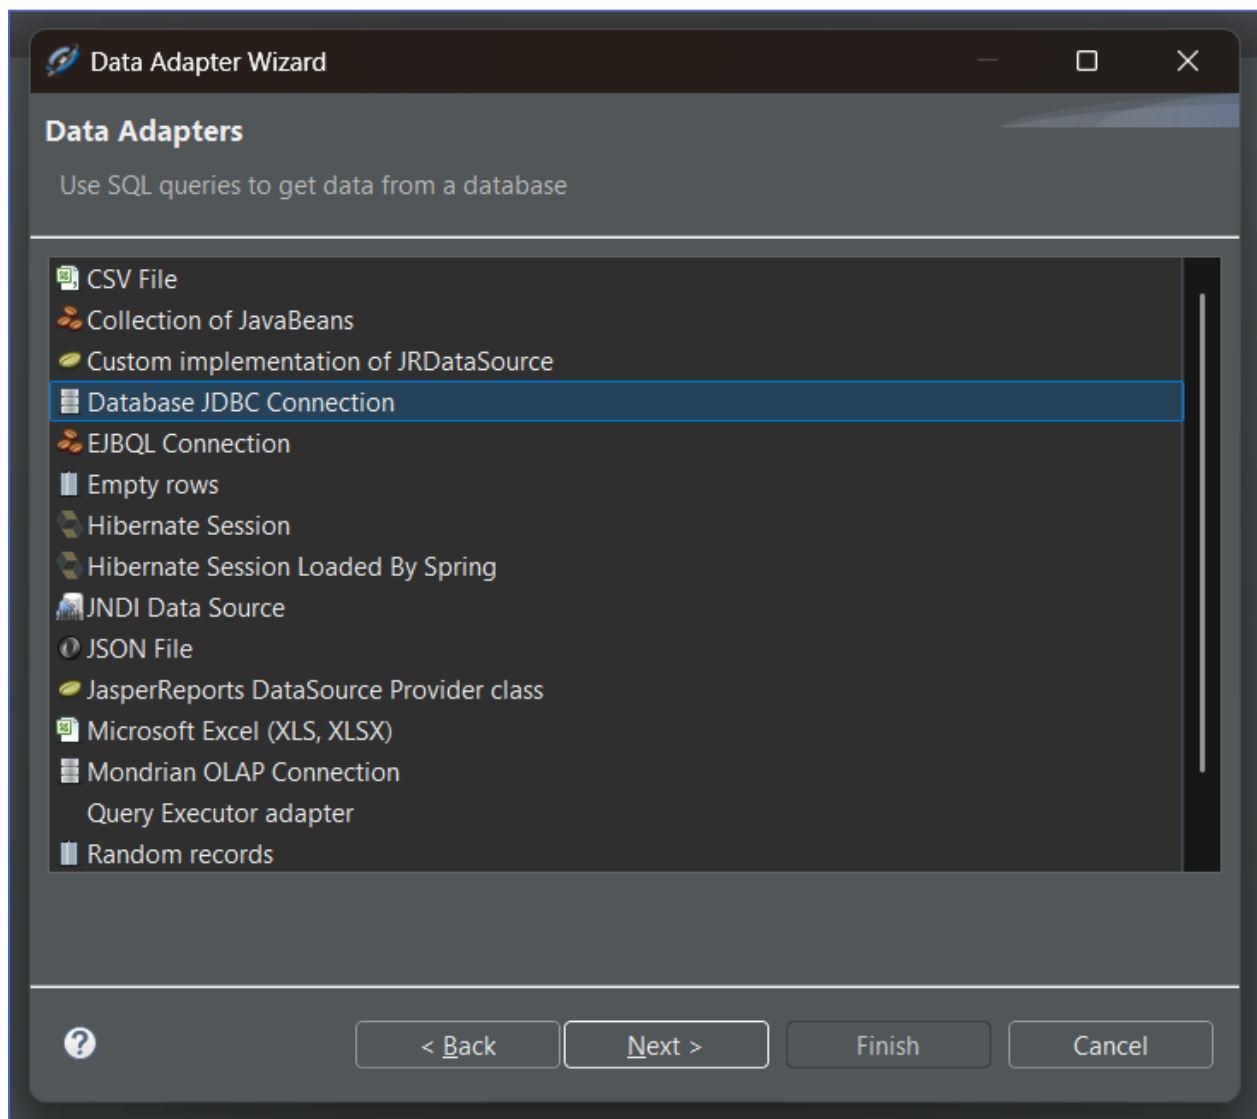 Data Adapter Wizard
Data Adapters
Use SQL queries to get data from a database
CSV File
Collection of JavaBeans
Custom implementation of JRDataSource
Database JDBC Connection
EJBQL Connection
Empty rows
Hibernate Session
Hibernate Session Loaded By Spring
JNDI Data Source
JSON File
JasperReports DataSource Provider class
Microsoft Excel (XLS, XLSX)
Mondrian OLAP Connection
Query Executor adapter
Random records
? < Back Next > Finish Cancel